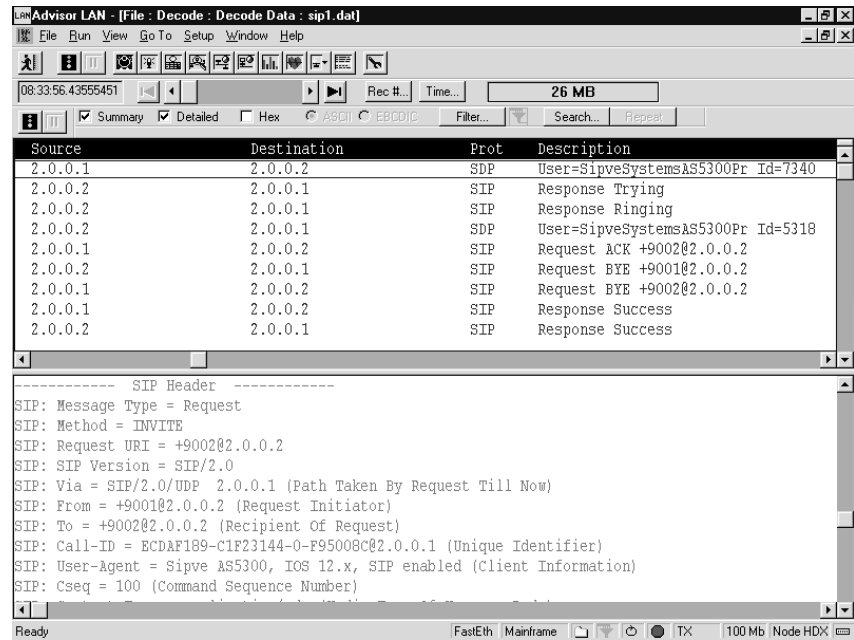 LAN Advisor LAN - [File : Decode : Decode Data : sip1.dat]
File Run View Go To Setup Window Help
08:33:56.43555451 Rec #... Time... 26 MB
Summary Detailed Hex ASCII EBCDIC Filter... Search... Repeat
Source Destination Prot Description
2.0.0.1 2.0.0.2 SDP User=SipveSystemsAS5300Pr Id=7340
2.0.0.2 2.0.0.1 SIP Response Trying
2.0.0.2 2.0.0.1 SIP Response Ringing
2.0.0.2 2.0.0.1 SDP User=SipveSystemsAS5300Pr Id=5318
2.0.0.1 2.0.0.2 SIP Request ACK +9002@2.0.0.2
2.0.0.2 2.0.0.1 SIP Request BYE +9001@2.0.0.2
2.0.0.1 2.0.0.2 SIP Request BYE +9002@2.0.0.2
2.0.0.1 2.0.0.2 SIP Response Success
2.0.0.2 2.0.0.1 SIP Response Success
------------ SIP Header ------------
SIP: Message Type = Request
SIP: Method = INVITE
SIP: Request URI = +9002@2.0.0.2
SIP: SIP Version = SIP/2.0
SIP: Via = SIP/2.0/UDP 2.0.0.1 (Path Taken By Request Till Now)
SIP: From = +9001@2.0.0.2 (Request Initiator)
SIP: To = +9002@2.0.0.2 (Recipient Of Request)
SIP: Call-ID = ECDAF189-C1F23144-0-F95008C@2.0.0.1 (Unique Identifier)
SIP: User-Agent = Sipve AS5300, IOS 12.x, SIP enabled (Client Information)
SIP: Cseq = 100 (Command Sequence Number)
Ready FastEth Mainframe TX 100 Mb Node HDX